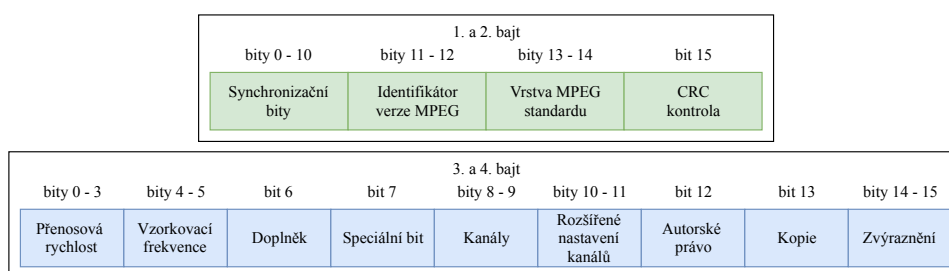 1. a 2. bajt
bity 0 - 10 bity 11 - 12 bity 13 - 14 bit 15
Synchronizační
bity
Identifikátor
verze MPEG
Vrstva MPEG
standardu
CRC
kontrola
3. a 4. bajt
bity 0 - 3 bity 4 - 5 bit 6 bit 7 bity 8 - 9 bity 10 - 11 bit 12 bit 13 bity 14 - 15
Přenosová
rychlost
Vzorkovací
frekvence
Doplněk
Speciální bit
Kanály
Rozšířené
nastavení
kanálů
Autorské
právo
Kopie
Zvýraznění